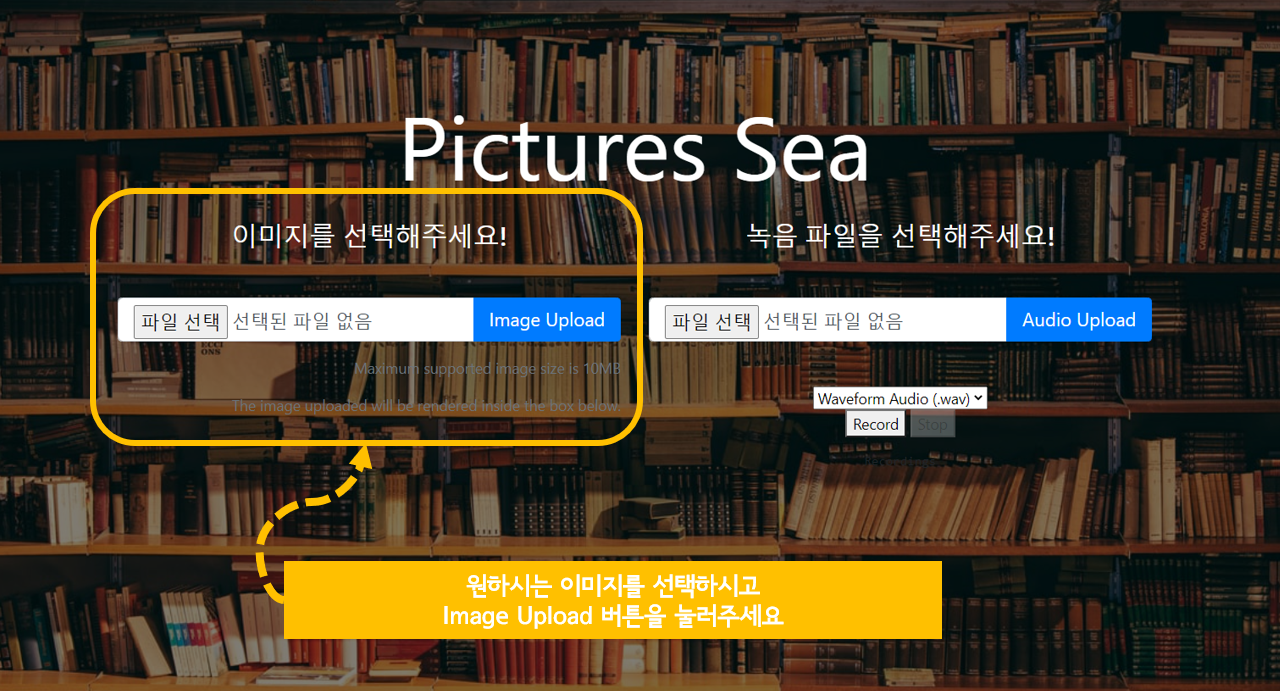 Pictures Sea
이미지를 선택해주세요!
파일 선택 선택된 파일 없음 Image Upload
Maximum supported image size is 10MB
The image uploaded will be rendered inside the box below.
녹음 파일을 선택해주세요!
파일 선택 선택된 파일 없음 Audio Upload
Waveform Audio (.wav)
Record Stop
원하시는 이미지를 선택하시고
Image Upload 버튼을 눌러주세요